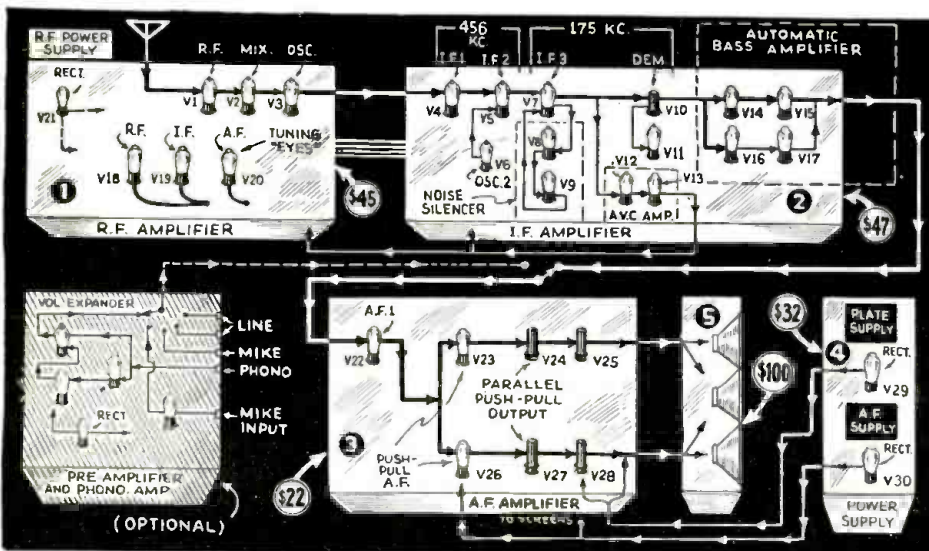 456 KC.
175 KC.
AUTOMATIC BASS AMPLIFIER
R.F. POWER SUPPLY
RECT.
V21
R.F.
MIX.
OSC.
V1
V2
V3
R.F.
I.F.
A.F.
TUNING "EYES"
V18
V19
V20
1
R.F. AMPLIFIER
$45
I.F.1
I.F.2
I.F.3
DEM.
V4
V5
V7
V10
V14
V15
V6
OSC.2
V8
V9
V11
V16
V17
V12
V13
NOISE SILENCER
A.V.C. AMP.
2
I.F. AMPLIFIER
$47
VOL EXPANDER
LINE
MIKE
PHONO
RECT
MIKE INPUT
PRE AMPLIFIER AND PHONO. AMP.
(OPTIONAL)
A.F.1
V22
V23
V24
V25
PARALLEL PUSH-PULL OUTPUT
3
PUSH-PULL A.F.
V26
V27
V28
A.F. AMPLIFIER
TO SCREENS
$22
5
$100
$32
4
PLATE SUPPLY
RECT.
V29
A.F. SUPPLY
RECT.
V30
POWER SUPPLY